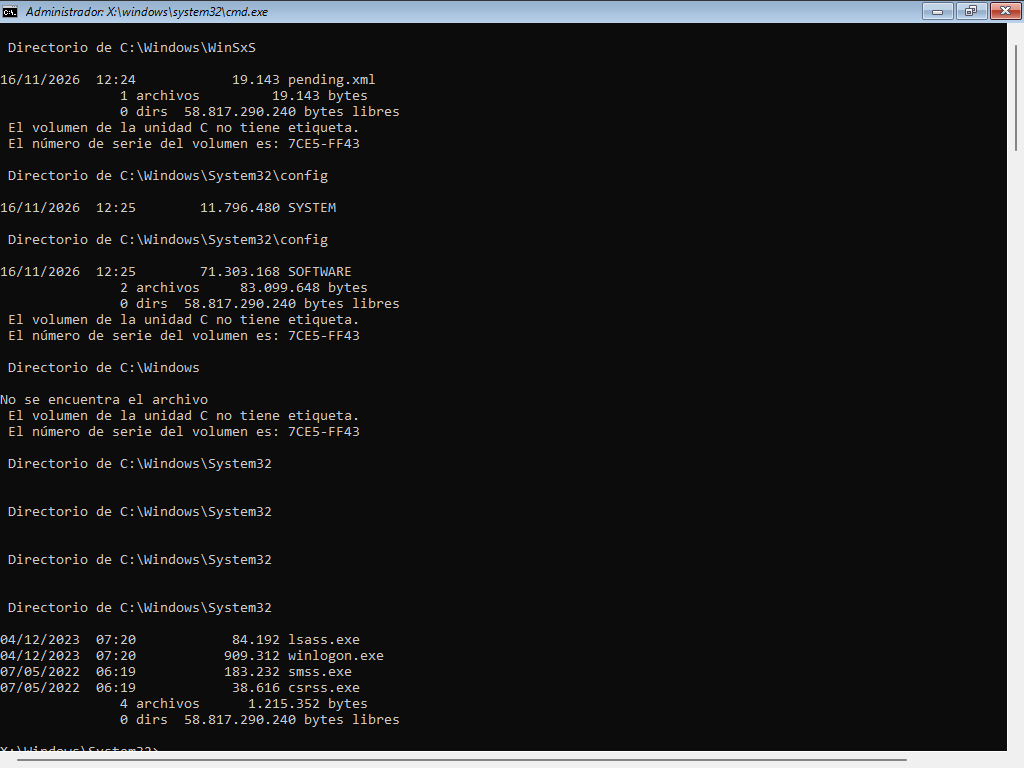 Administrador: X:\windows\system32\cmd.exe
Directorio de C:\Windows\WinSxS
16/11/2026  12:24            19.143 pending.xml
1 archivos         19.143 bytes
0 dirs  58.817.290.240 bytes libres
El volumen de la unidad C no tiene etiqueta.
El número de serie del volumen es: 7CE5-FF43
Directorio de C:\Windows\System32\config
16/11/2026  12:25        11.796.480 SYSTEM
Directorio de C:\Windows\System32\config
16/11/2026  12:25        71.303.168 SOFTWARE
2 archivos     83.099.648 bytes
0 dirs  58.817.290.240 bytes libres
El volumen de la unidad C no tiene etiqueta.
El número de serie del volumen es: 7CE5-FF43
Directorio de C:\Windows
No se encuentra el archivo
El volumen de la unidad C no tiene etiqueta.
El número de serie del volumen es: 7CE5-FF43
Directorio de C:\Windows\System32
Directorio de C:\Windows\System32
Directorio de C:\Windows\System32
Directorio de C:\Windows\System32
04/12/2023  07:20            84.192 lsass.exe
04/12/2023  07:20           909.312 winlogon.exe
07/05/2022  06:19           183.232 smss.exe
07/05/2022  06:19            38.616 csrss.exe
4 archivos      1.215.352 bytes
0 dirs  58.817.290.240 bytes libres
X:\Windows\System32>